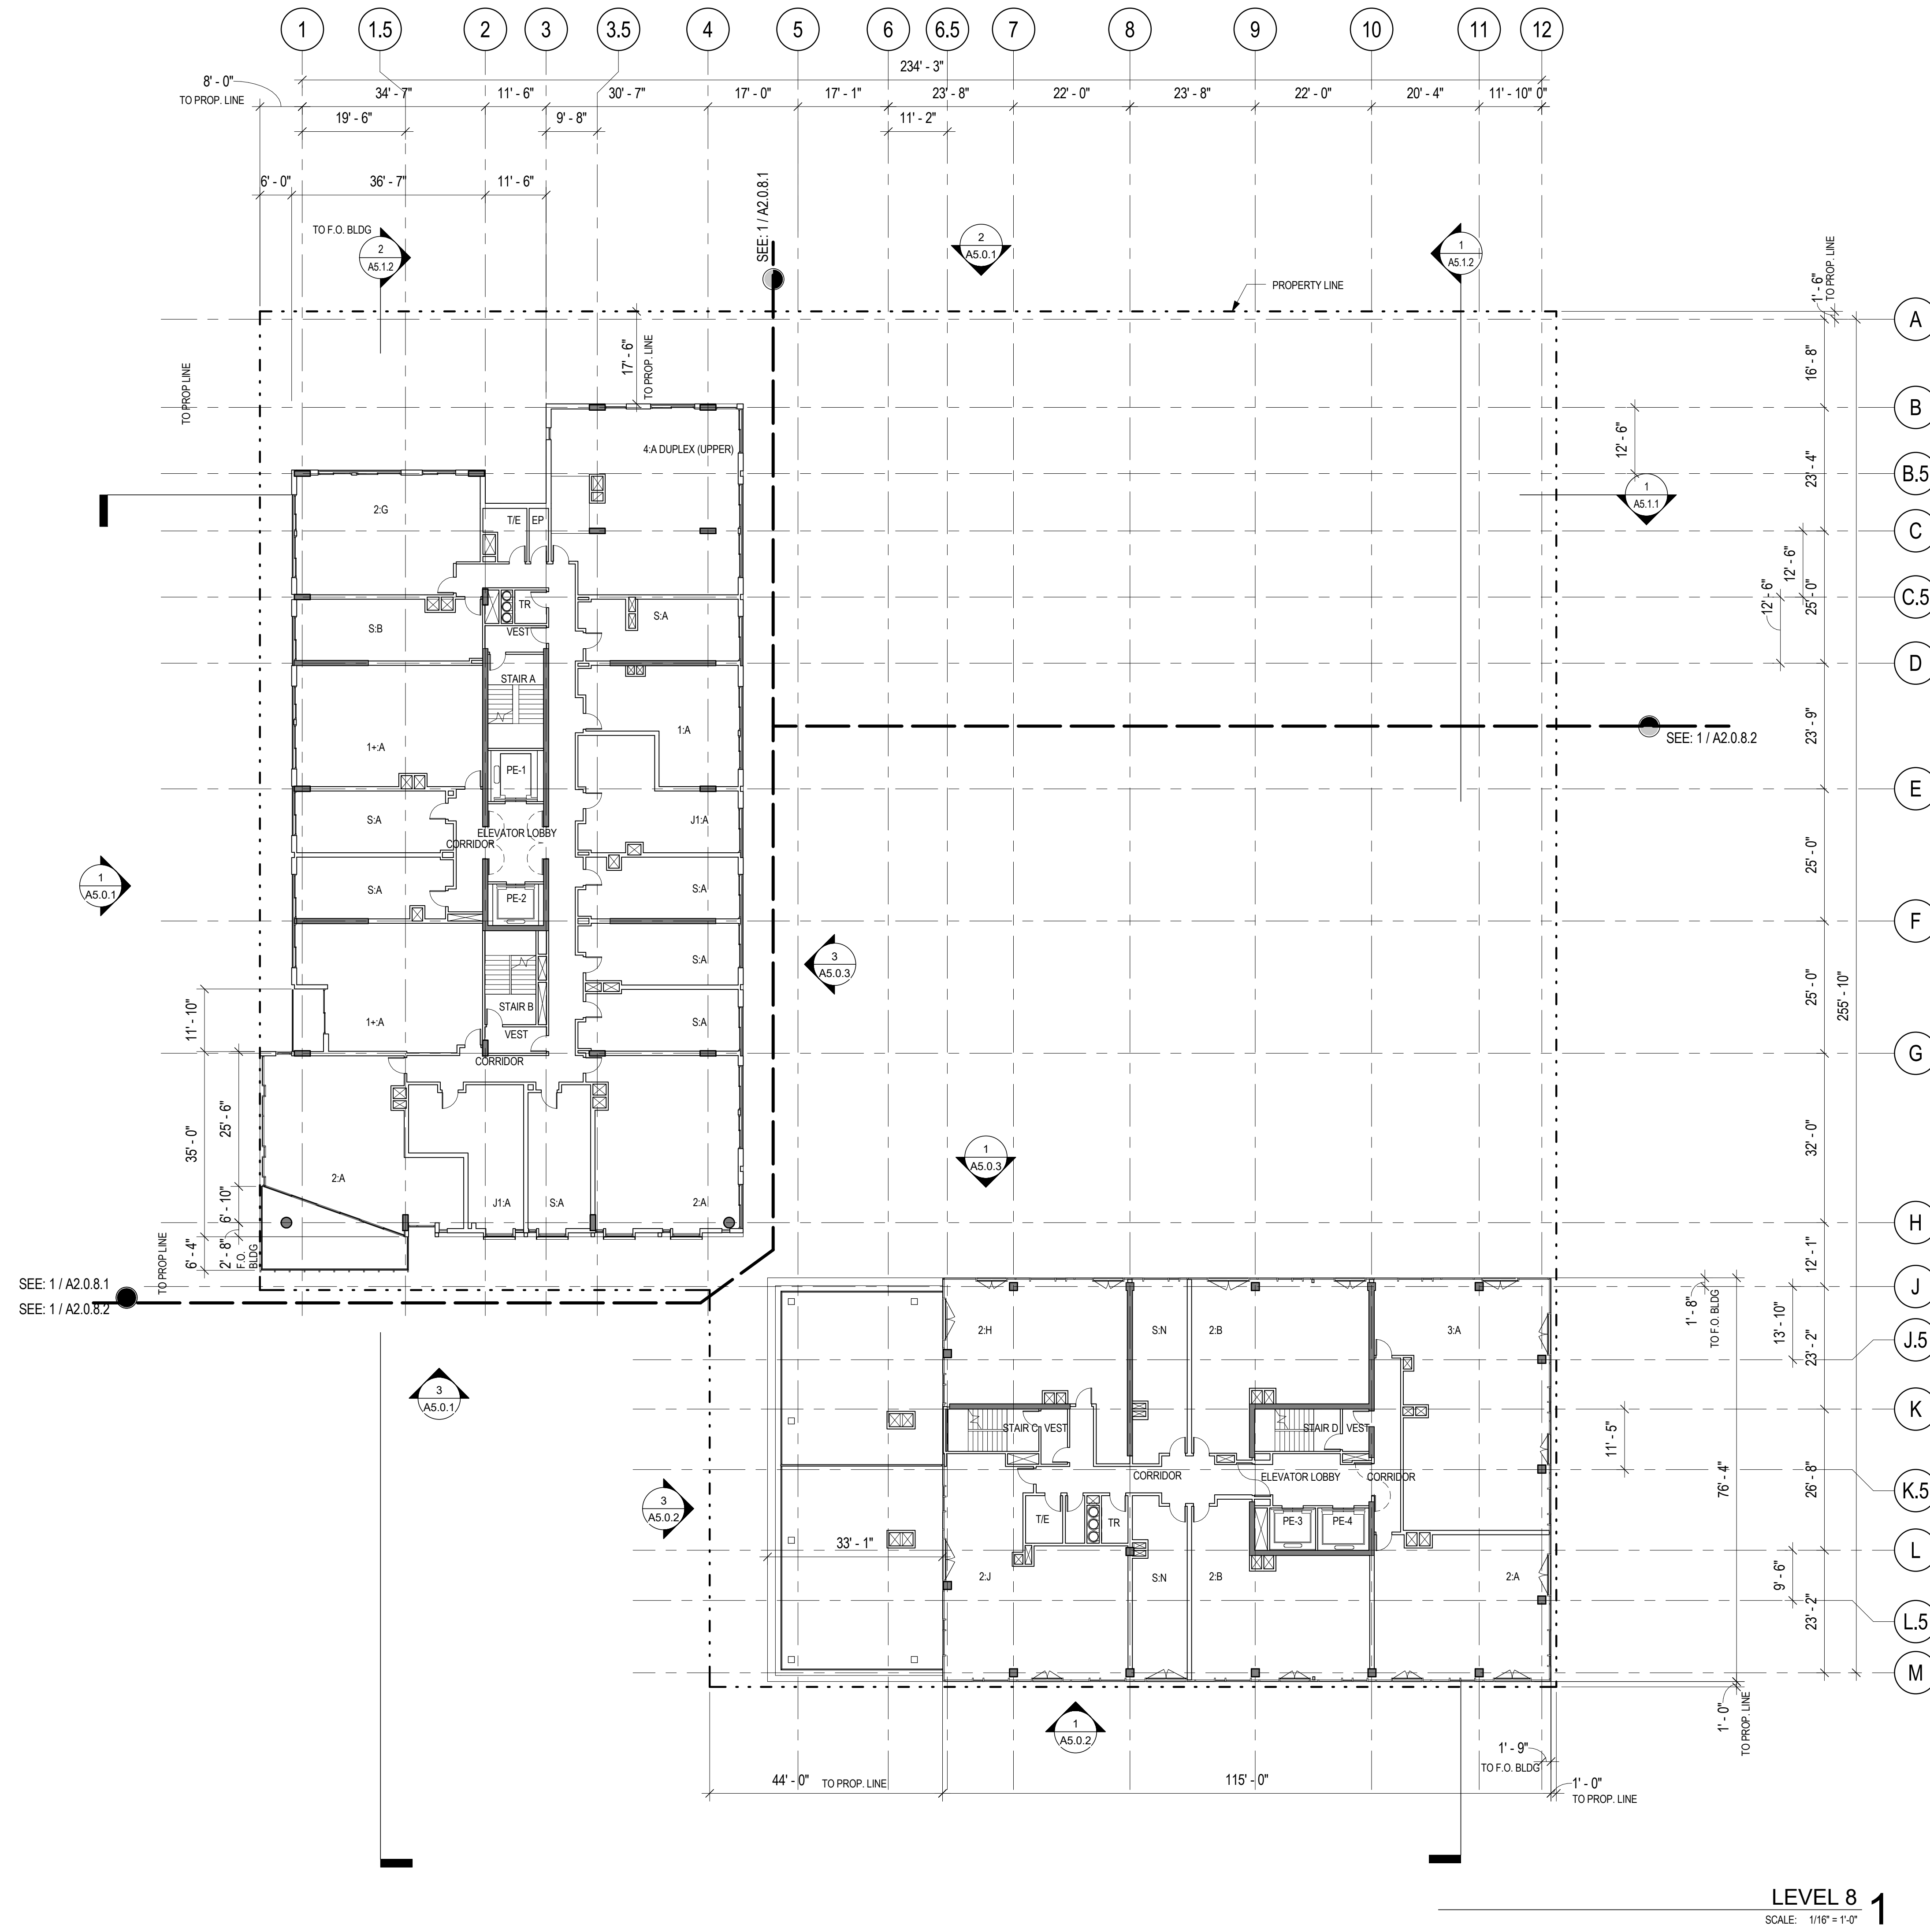 1 1.5 2 3 3.5 4 5 6 6.5 7 8 9 10 11 12
234' - 3"
8' - 0"
TO PROP. LINE
34' - 7" 11' - 6" 30' - 7" 17' - 0" 17' - 1" 23' - 8" 22' - 0" 23' - 8" 22' - 0" 20' - 4" 11' - 10" 0"
19' - 6" 9' - 8" 11' - 2"
6' - 0" 36' - 7" 11' - 6"
TO F.O. BLDG
2
A5.1.2
SEE: 1 / A2.0.8.1
2
A5.0.1
1
A5.1.2
PROPERTY LINE
1' - 6"
TO PROP. LINE
A
17' - 6"
TO PROP. LINE
TO PROP LINE
16' - 8"
B
4:A DUPLEX (UPPER)
12' - 6"
23' - 4"
B.5
1
A5.1.1
2:G
T/E EP
C
12' - 6"
12' - 6"
25' - 0"
C.5
TR
S:B
VEST
S:A
D
STAIR A
23' - 9"
1:A
1+:A
SEE: 1 / A2.0.8.2
PE-1
E
S:A
J1:A
ELEVATOR LOBBY
CORRIDOR
25' - 0"
1
A5.0.1
S:A
PE-2
S:A
F
3
A5.0.3
S:A
25' - 0"
255' - 10"
11' - 10"
STAIR B
1+:A
S:A
VEST
CORRIDOR
G
25' - 6"
35' - 0"
32' - 0"
1
A5.0.3
2:A
J1:A
S:A
2:A
6' - 10"
H
6' - 4"
2' - 8"
F.O.
BLDG
TO PROP LINE
12' - 1"
SEE: 1 / A2.0.8.1
SEE: 1 / A2.0.8.2
J
1' - 8"
TO F.O. BLDG
13' - 10"
23' - 2"
2:H
S:N
2:B
3:A
J.5
3
A5.0.1
K
STAIR C VEST
STAIR D VEST
11' - 5"
CORRIDOR
ELEVATOR LOBBY
CORRIDOR
76' - 4"
26' - 8"
K.5
3
A5.0.2
T/E
TR
PE-3
PE-4
33' - 1"
L
2:J
S:N
2:B
2:A
9' - 6"
23' - 2"
L.5
M
1' - 0"
TO PROP. LINE
1
A5.0.2
1' - 9"
TO F.O. BLDG
44' - 0" TO PROP. LINE
115' - 0"
1' - 0"
TO PROP. LINE
LEVEL 8 1
SCALE: 1/16" = 1'-0"